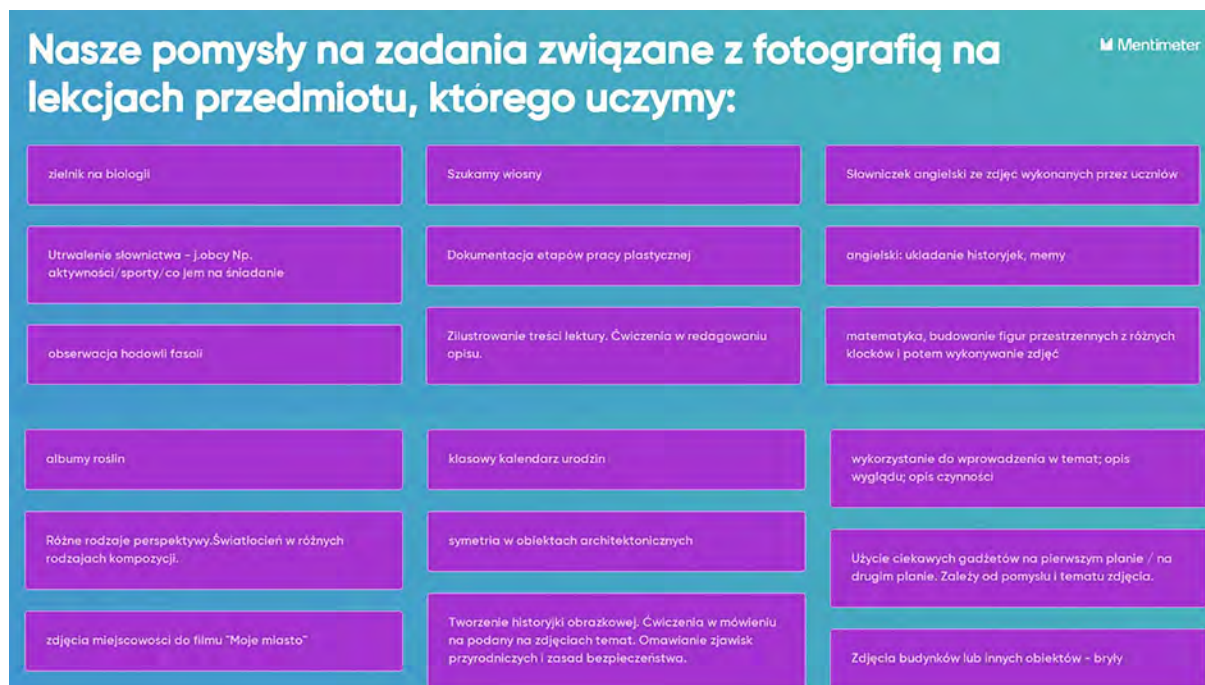 Nasze pomysły na zadania związane z fotografią na
lekcjach przedmiotu, którego uczymy:
Mentimeter
zielnik na biologii
Szukamy wiosny
Słowniczek angielski ze zdjęć wykonanych przez uczniów
Utrwalenie słownictwa - j.obcy Np.
aktywności/sporty/co jem na śniadanie
Dokumentacja etapów pracy plastycznej
angielski: układanie historyjek, memy
obserwacja hodowli fasoli
Zilustrowanie treści lektury. Ćwiczenia w redagowaniu
opisu.
matematyka, budowanie figur przestrzennych z różnych
klocków i potem wykonywanie zdjęć
albumy roślin
klasowy kalendarz urodzin
wykorzystanie do wprowadzenia w temat; opis
wyglądu; opis czynności
Różne rodzaje perspektywy.Światłocień w różnych
rodzajach kompozycji.
symetria w obiektach architektonicznych
Użycie ciekawych gadżetów na pierwszym planie / na
drugim planie. Zależy od pomysłu i tematu zdjęcia.
zdjęcia miejscowości do filmu "Moje miasto"
Tworzenie historyjki obrazkowej. Ćwiczenia w mówieniu
na podany na zdjęciach temat. Omawianie zjawisk
przyrodniczych i zasad bezpieczeństwa.
Zdjęcia budynków lub innych obiektów - bryły